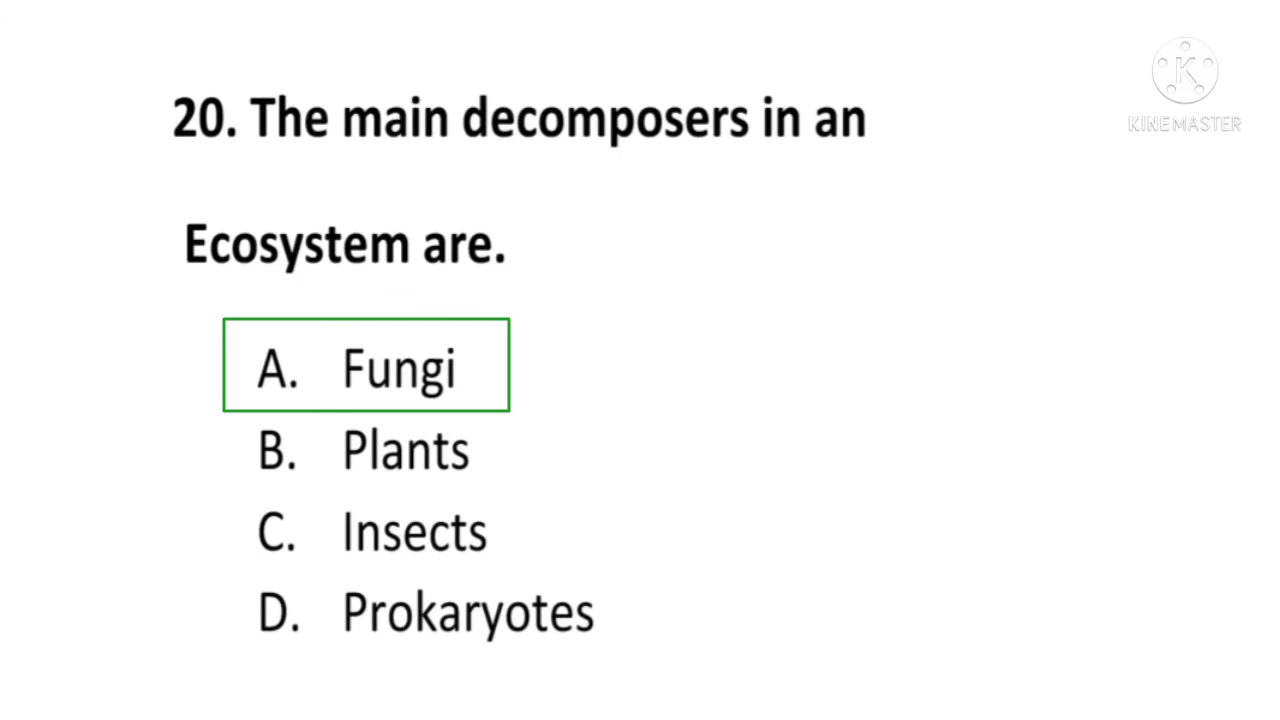 K
KINEMASTER
20. The main decomposers in an
Ecosystem are.
A. Fungi
B. Plants
C. Insects
D. Prokaryotes